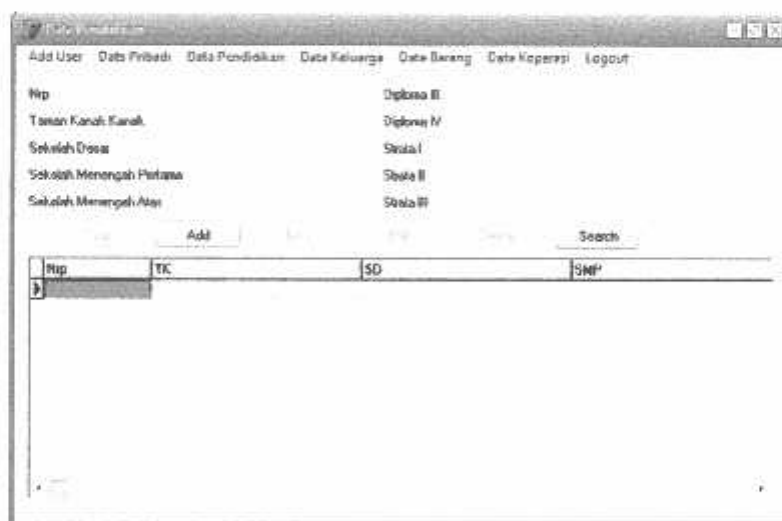 Add User Data Pribadi Data Pendidikan Data Keluarga Data Barang Data Koperasi Logout
Nrp Diploma III
Taman Kanak Kanak Diploma IV
Sekolah Dasar Strata I
Sekolah Menengah Pertama Strata II
Sekolah Menengah Atas Strata III
Add Search
Nrp TK SD SMP